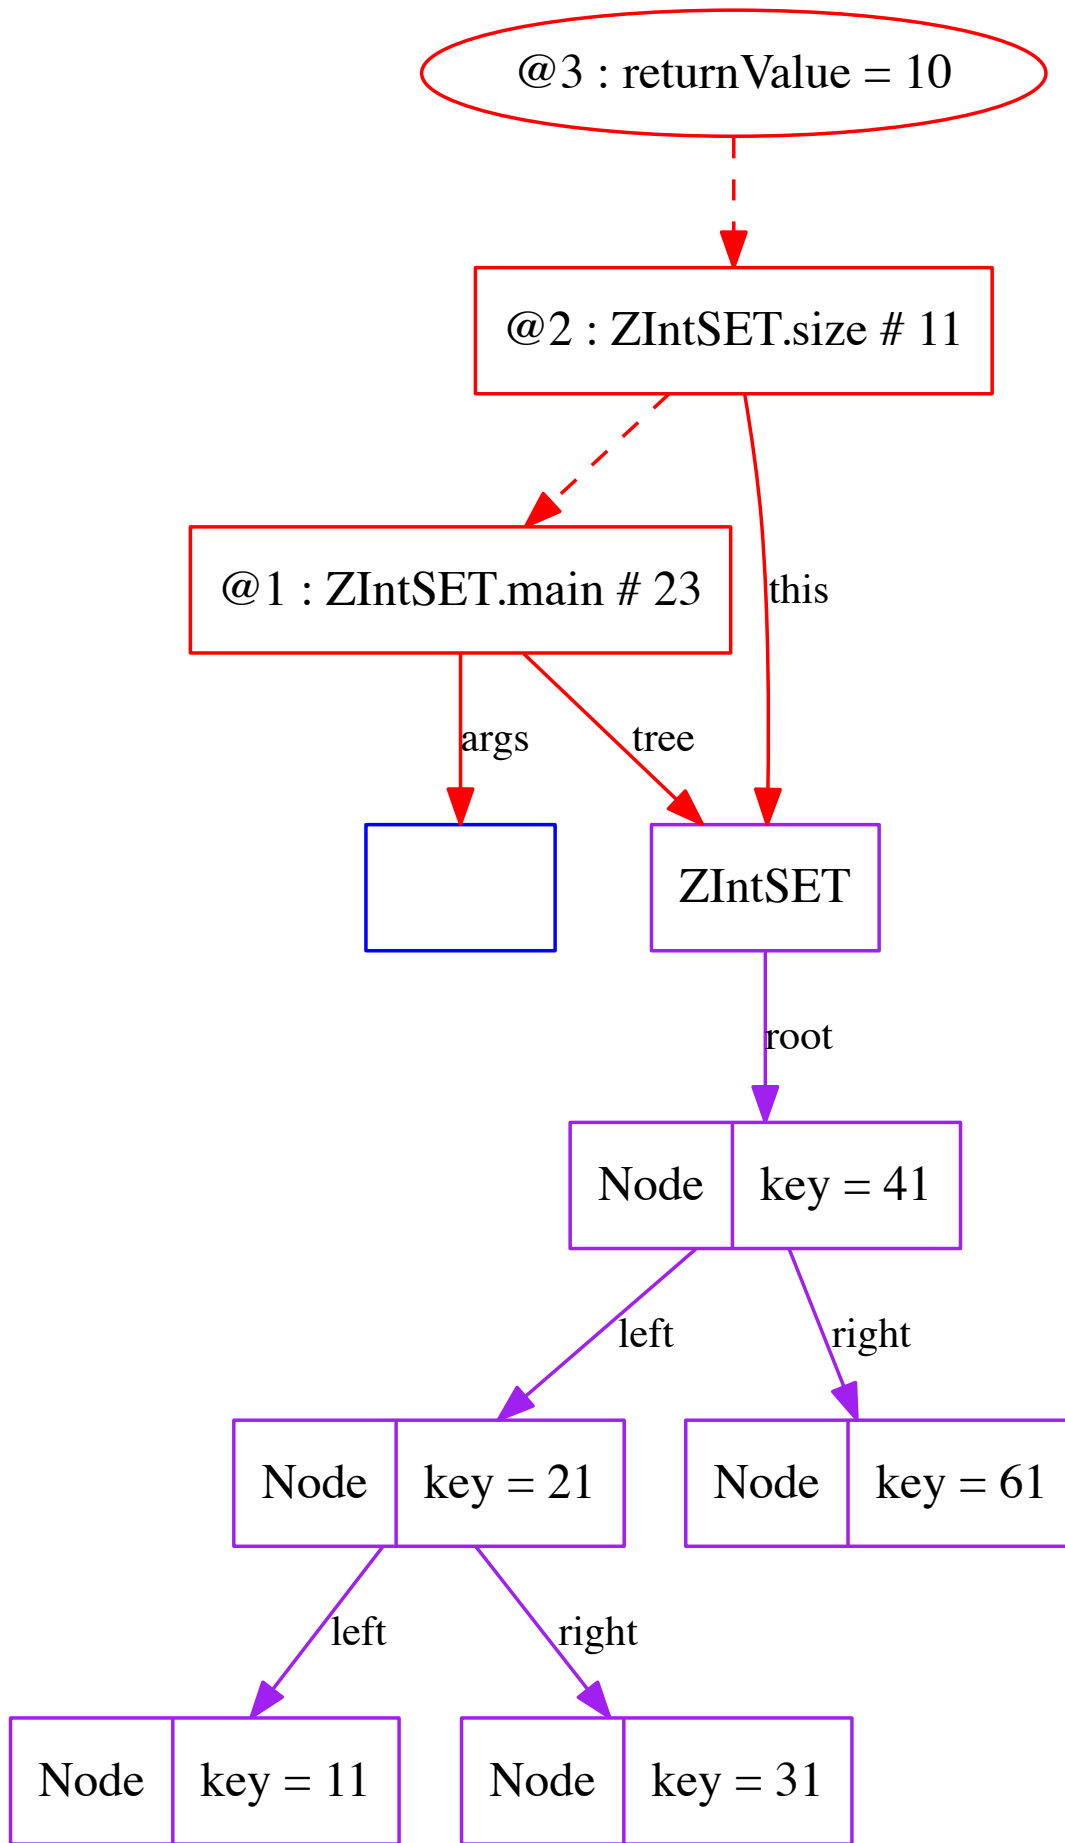 @3 : returnValue = 10
@2 : ZIntSET.size # 11
@1 : ZIntSET.main # 23
this
args
tree
ZIntSET
root
Node key = 41
left
right
Node key = 21
Node key = 61
left
right
Node key = 11
Node key = 31